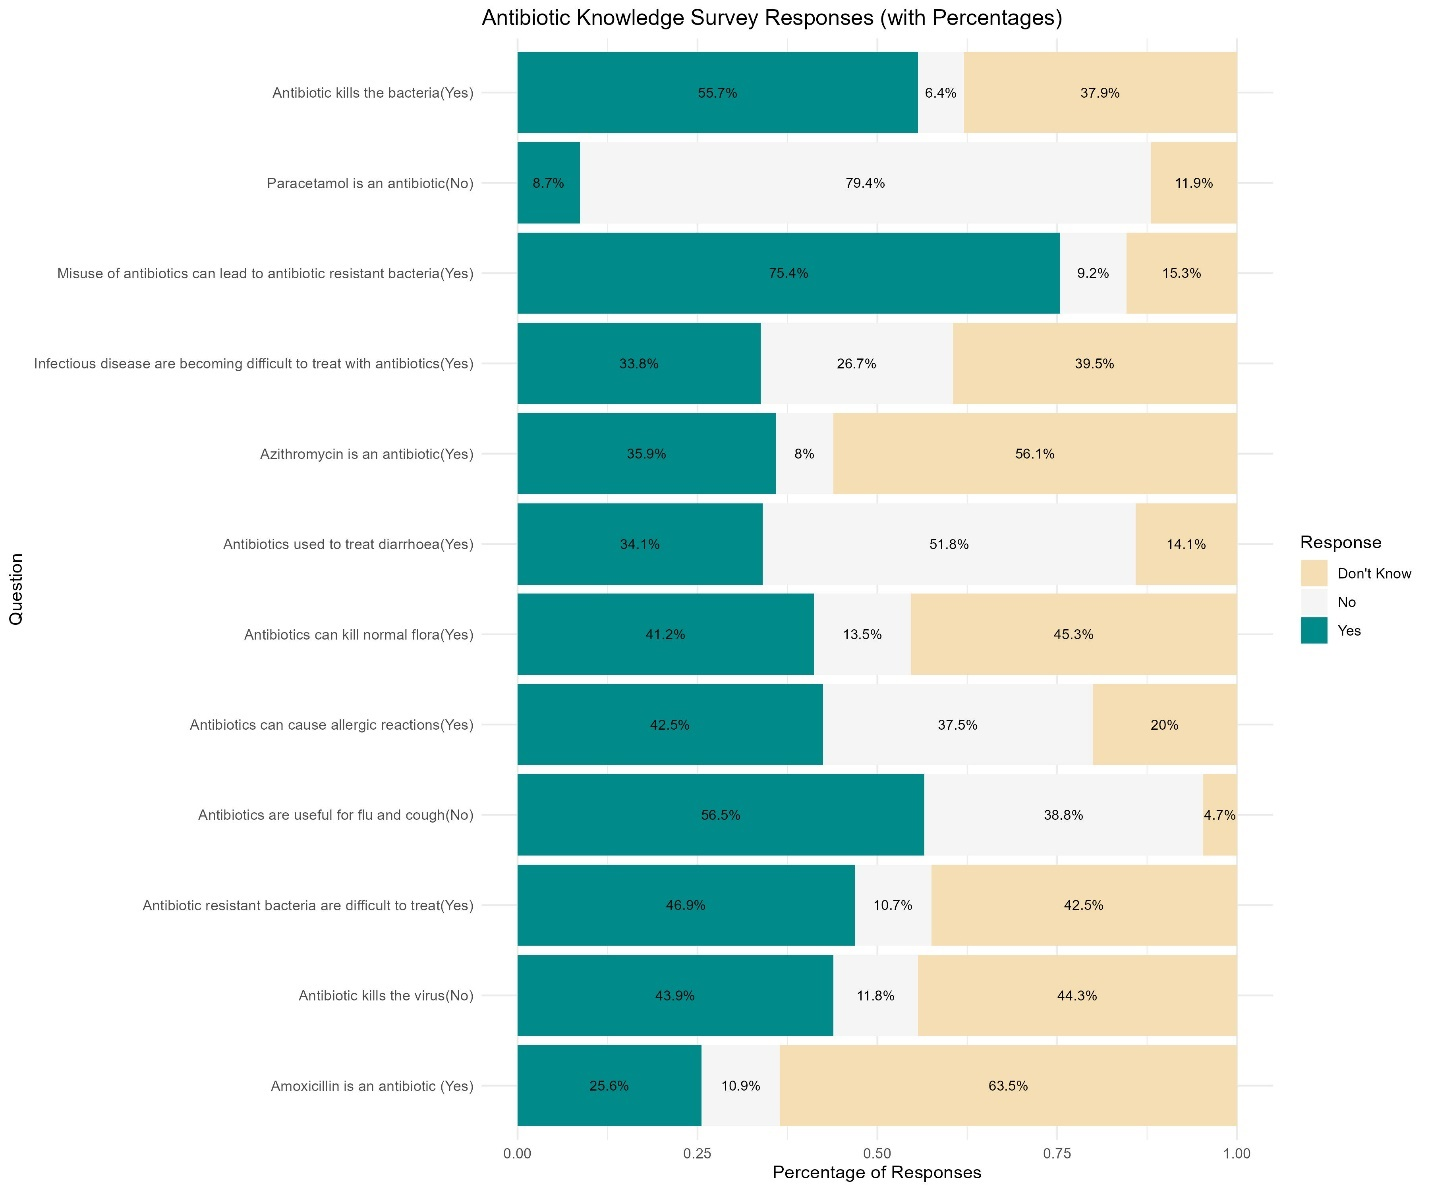 Antibiotic Knowledge Survey Responses (with Percentages)
Antibiotic kills the bacteria(Yes) 55.7% 6.4% 37.9%
Paracetamol is an antibiotic(No) 8.7% 79.4% 11.9%
Misuse of antibiotics can lead to antibiotic resistant bacteria(Yes) 75.4% 9.2% 15.3%
Infectious disease are becoming difficult to treat with antibiotics(Yes) 33.8% 26.7% 39.5%
Azithromycin is an antibiotic(Yes) 35.9% 8% 56.1%
Antibiotics used to treat diarrhoea(Yes) 34.1% 51.8% 14.1%
Antibiotics can kill normal flora(Yes) 41.2% 13.5% 45.3%
Antibiotics can cause allergic reactions(Yes) 42.5% 37.5% 20%
Antibiotics are useful for flu and cough(No) 56.5% 38.8% 4.7%
Antibiotic resistant bacteria are difficult to treat(Yes) 46.9% 10.7% 42.5%
Antibiotic kills the virus(No) 43.9% 11.8% 44.3%
Amoxicillin is an antibiotic (Yes) 25.6% 10.9% 63.5%
0.00 0.25 0.50 0.75 1.00
Percentage of Responses
Question
Response
Don't Know
No
Yes